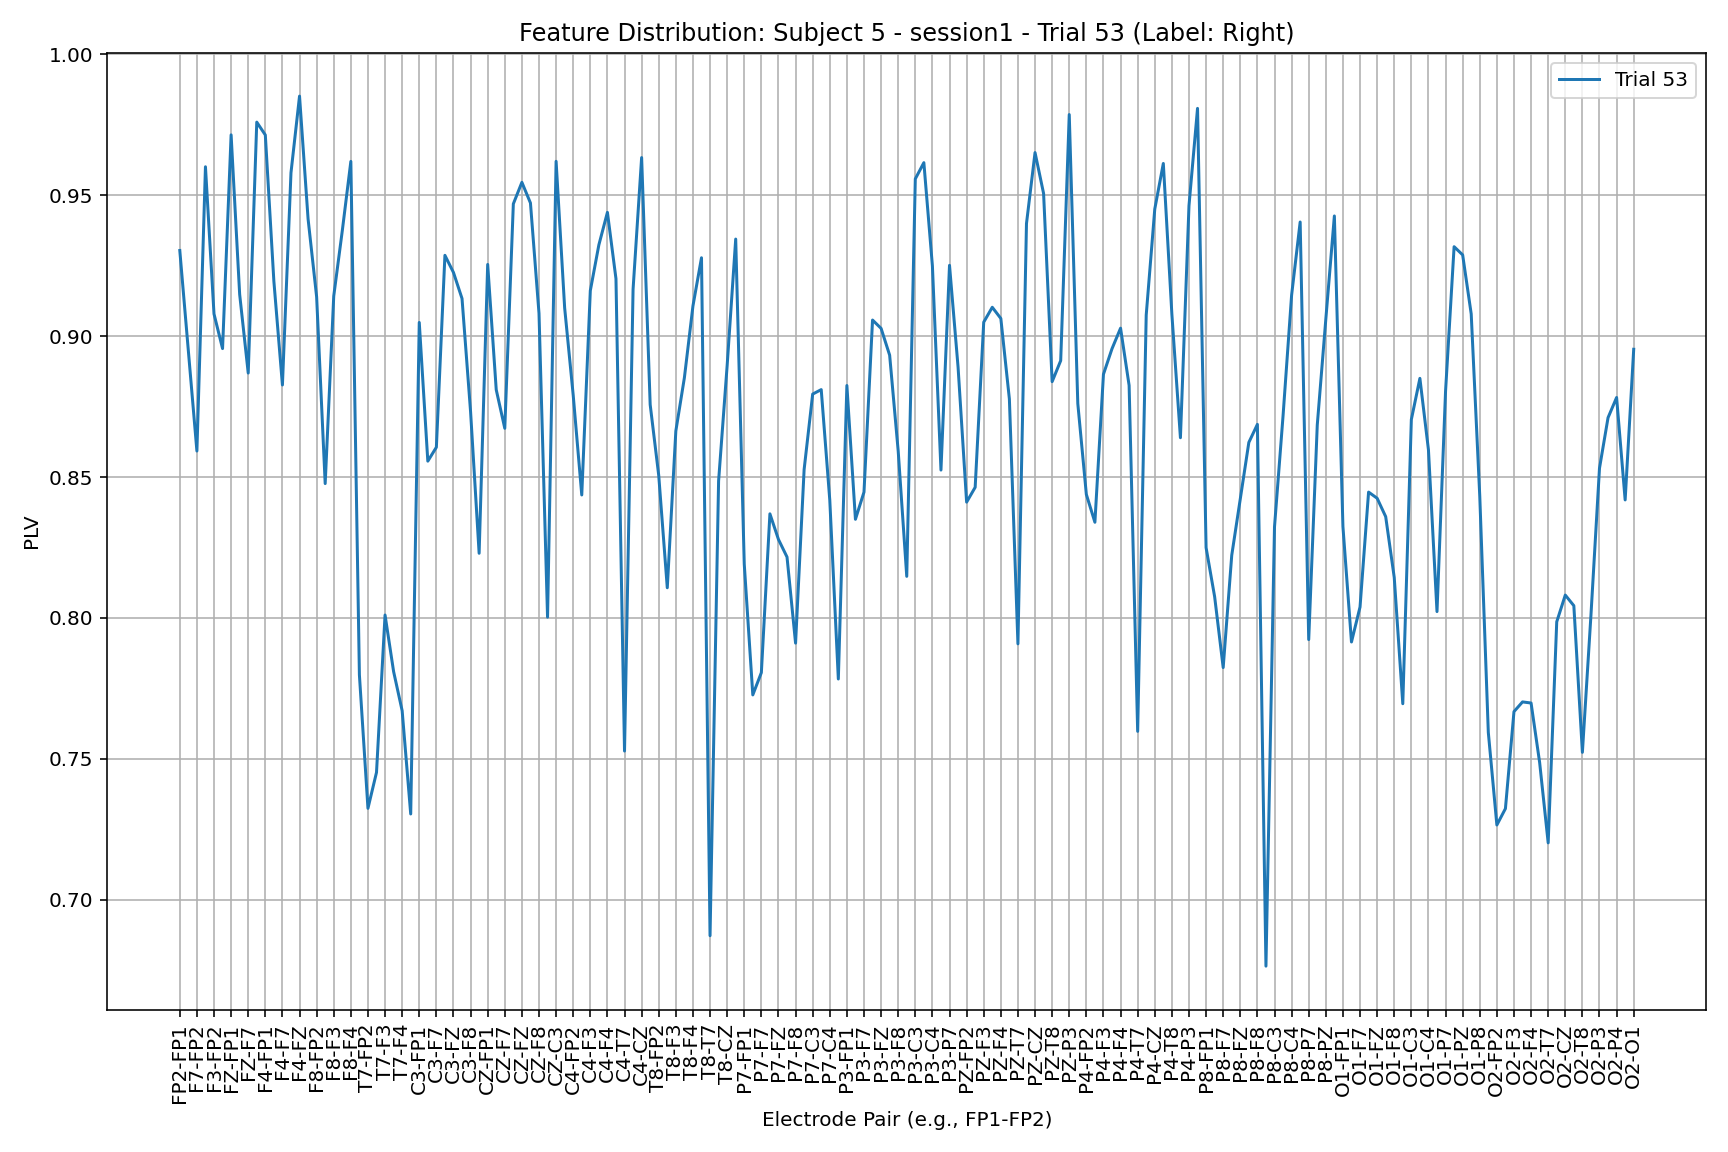 Feature Distribution: Subject 5 - session1 - Trial 53 (Label: Right)
Trial 53
PLV
1.00
0.95
0.90
0.85
0.80
0.75
0.70
FP2-FP1
F7-FP2
F3-FP2
FZ-FP1
FZ-F7
F4-FP1
F4-F7
F4-FZ
F8-FP2
F8-F3
F8-F4
T7-FP2
T7-F3
T7-F4
C3-FP1
C3-F7
C3-FZ
C3-F8
CZ-FP1
CZ-F7
CZ-FZ
CZ-F8
CZ-C3
C4-FP2
C4-F3
C4-F4
C4-T7
C4-CZ
T8-FP2
T8-F3
T8-F4
T8-T7
T8-CZ
P7-FP1
P7-F7
P7-FZ
P7-F8
P7-C3
P7-C4
P3-FP1
P3-F7
P3-FZ
P3-F8
P3-C3
P3-C4
P3-P7
PZ-FP2
PZ-F3
PZ-F4
PZ-T7
PZ-CZ
PZ-T8
PZ-P3
P4-FP2
P4-F3
P4-F4
P4-T7
P4-CZ
P4-T8
P4-P3
P8-FP1
P8-F7
P8-FZ
P8-F8
P8-C3
P8-C4
P8-P7
P8-PZ
O1-FP1
O1-F7
O1-FZ
O1-F8
O1-C3
O1-C4
O1-P7
O1-PZ
O1-P8
O2-FP2
O2-F3
O2-F4
O2-T7
O2-CZ
O2-T8
O2-P3
O2-P4
O2-O1
Electrode Pair (e.g., FP1-FP2)